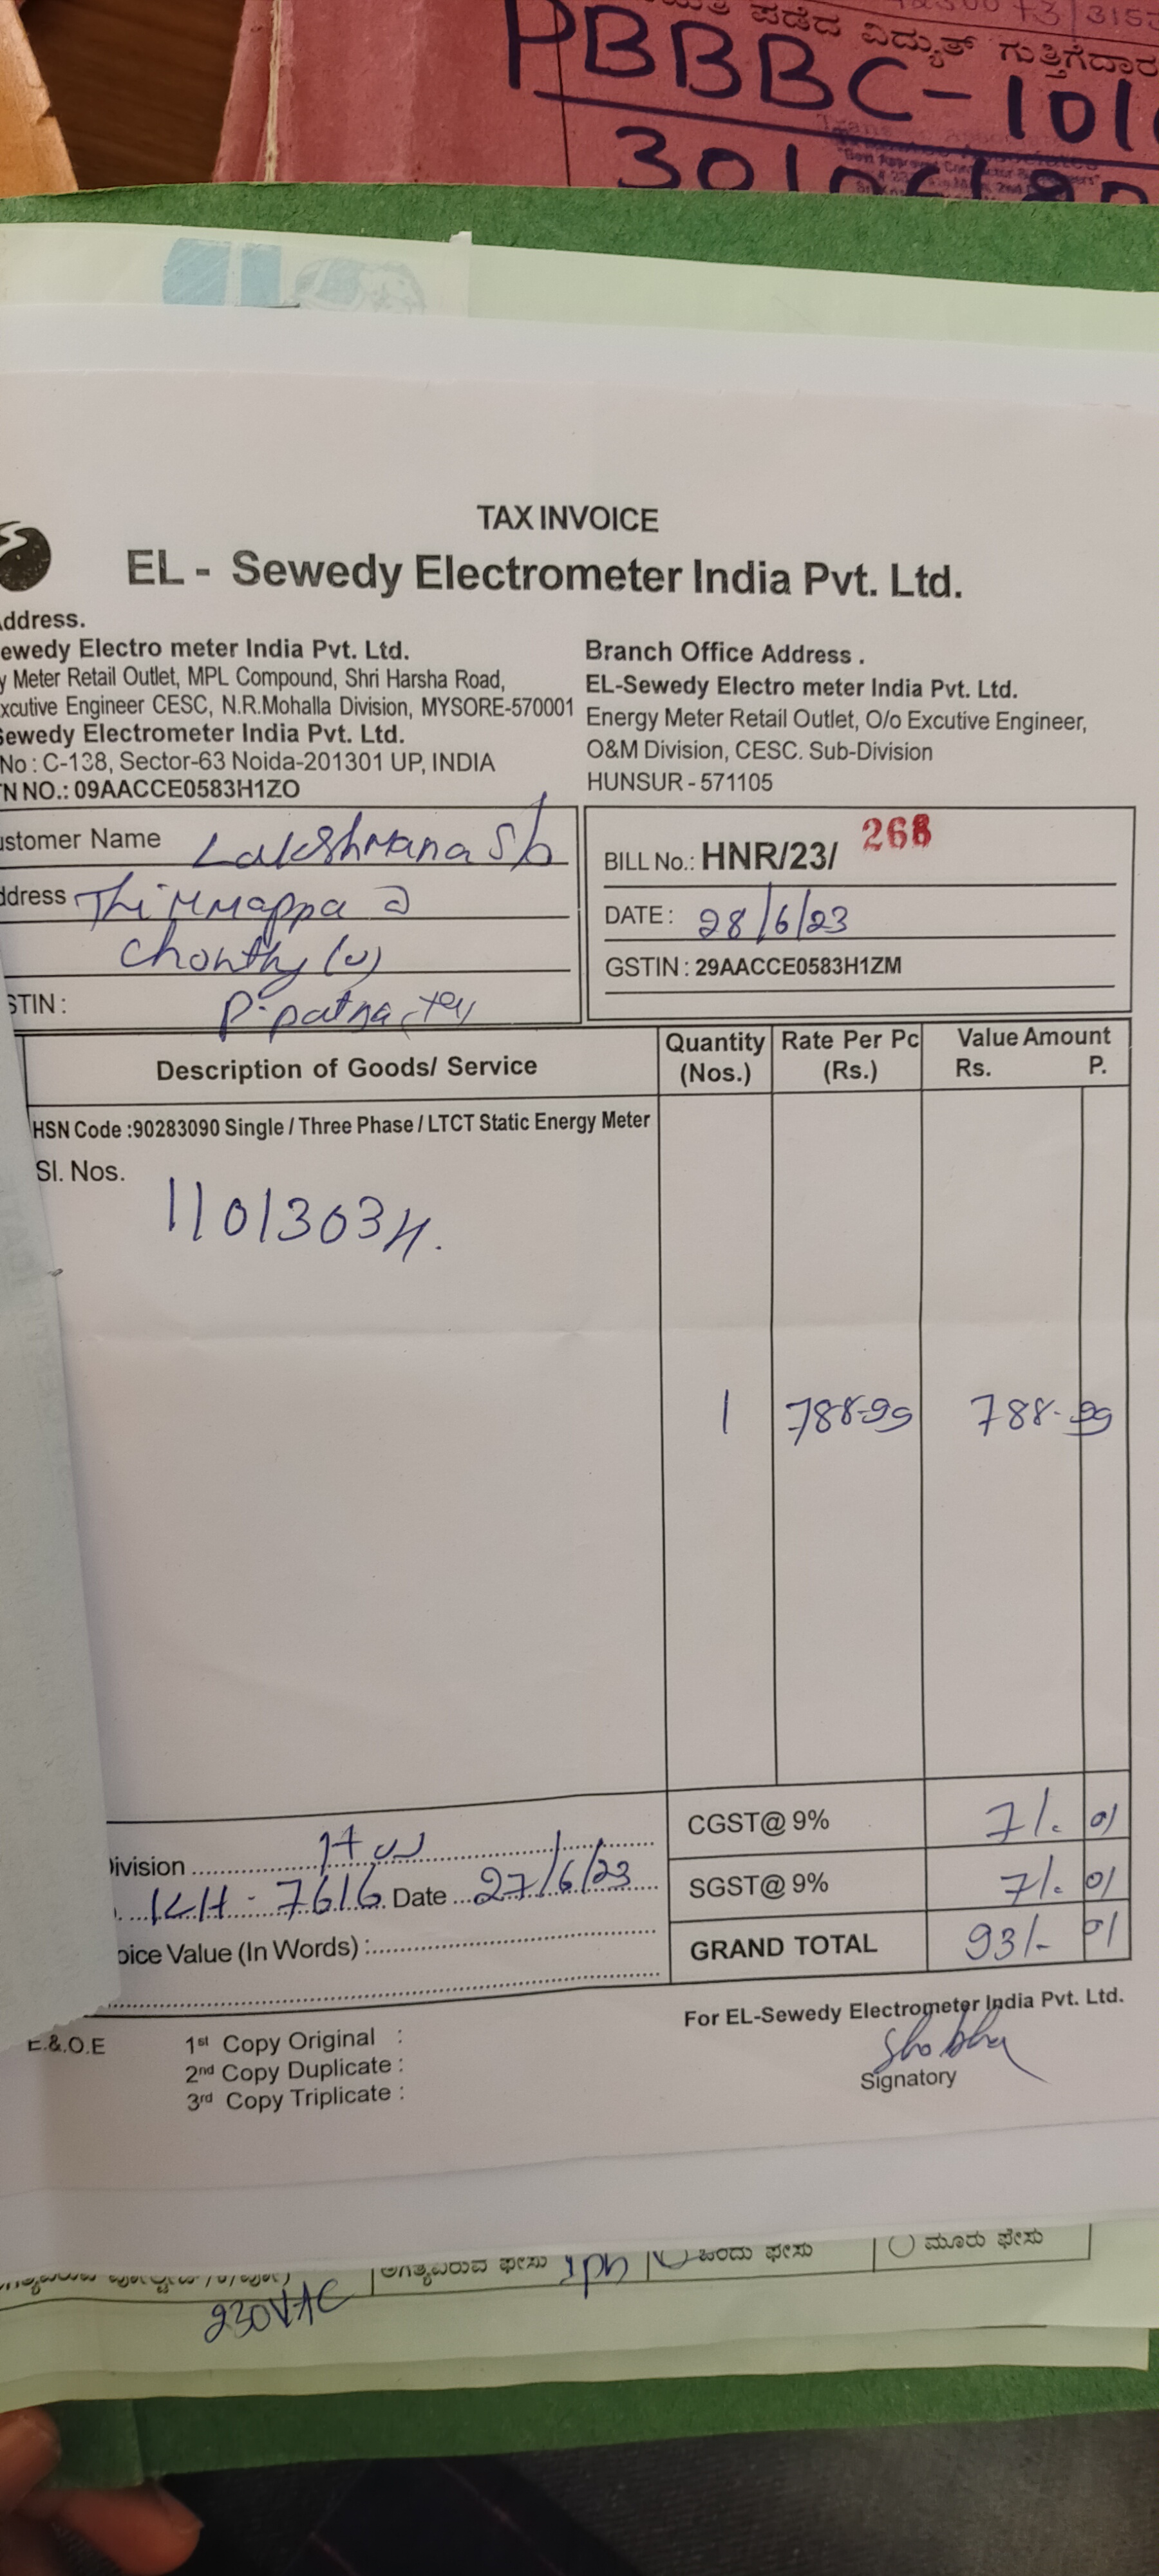 ಪಡೆದ ವಿದ್ಯುತ್ ಗುತ್ತಿಗೆದಾರ
PBBBC-101
TAX INVOICE
EL - Sewedy Electrometer India Pvt. Ltd.
ddress.
ewedy Electro meter India Pvt. Ltd.
y Meter Retail Outlet, MPL Compound, Shri Harsha Road,
xcutive Engineer CESC, N.R.Mohalla Division, MYSORE-570001
Sewedy Electrometer India Pvt. Ltd.
No : C-138, Sector-63 Noida-201301 UP, INDIA
N NO.: 09AACCE0583H1ZO
Branch Office Address .
EL-Sewedy Electro meter India Pvt. Ltd.
Energy Meter Retail Outlet, O/o Excutive Engineer,
O&M Division, CESC. Sub-Division
HUNSUR - 571105
ustomer Name Lakshmana S/o
ddress Thimmappa
Chowthy (v)
STIN : P. patna
BILL No.: HNR/23/ 268
DATE : 28/6/23
GSTIN : 29AACCE0583H1ZM
Description of Goods/ Service Quantity (Nos.) Rate Per Pc (Rs.) Value Amount Rs. P.
HSN Code :90283090 Single / Three Phase / LTCT Static Energy Meter
Sl. Nos.
11013034.
1 788-99 788-99
CGST@ 9% 71. 01
SGST@ 9% 71. 01
GRAND TOTAL 931- 01
ivision
KH - 7616 Date 27/6/23
oice Value (In Words) :
For EL-Sewedy Electrometer India Pvt. Ltd.
Shobha
Signatory
E.&.O.E
1st Copy Original :
2nd Copy Duplicate :
3rd Copy Triplicate :
ಫೇಸು ಒಂದು ಫೇಸು ಮೂರು ಫೇಸು
230VAC